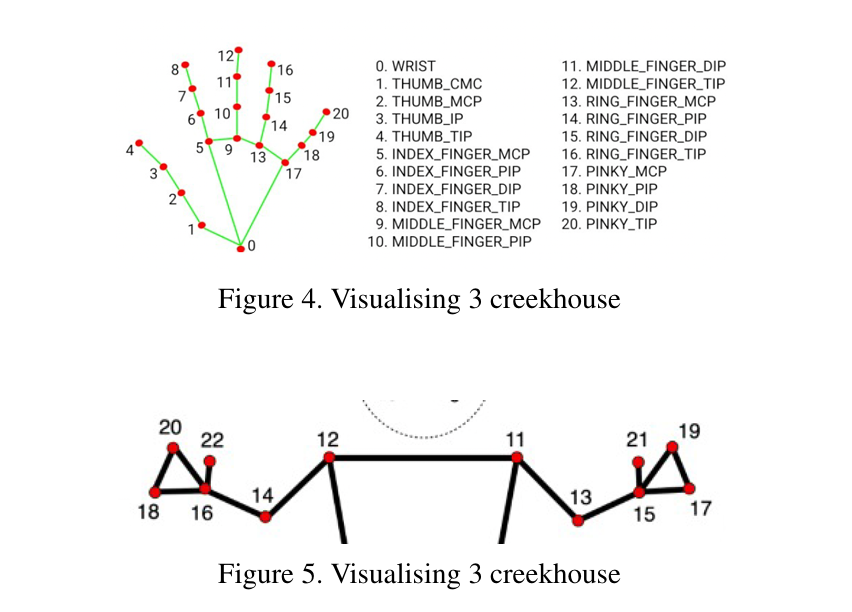 12
8
16
11
7
15
10
6
20
14
19
4
5
9
13
18
3
17
2
1
0
0. WRIST
1. THUMB_CMC
2. THUMB_MCP
3. THUMB_IP
4. THUMB_TIP
5. INDEX_FINGER_MCP
6. INDEX_FINGER_PIP
7. INDEX_FINGER_DIP
8. INDEX_FINGER_TIP
9. MIDDLE_FINGER_MCP
10. MIDDLE_FINGER_PIP
11. MIDDLE_FINGER_DIP
12. MIDDLE_FINGER_TIP
13. RING_FINGER_MCP
14. RING_FINGER_PIP
15. RING_FINGER_DIP
16. RING_FINGER_TIP
17. PINKY_MCP
18. PINKY_PIP
19. PINKY_DIP
20. PINKY_TIP
Figure 4. Visualising 3 creekhouse
20
22
12
11
21
19
18
16
14
13
15
17
Figure 5. Visualising 3 creekhouse